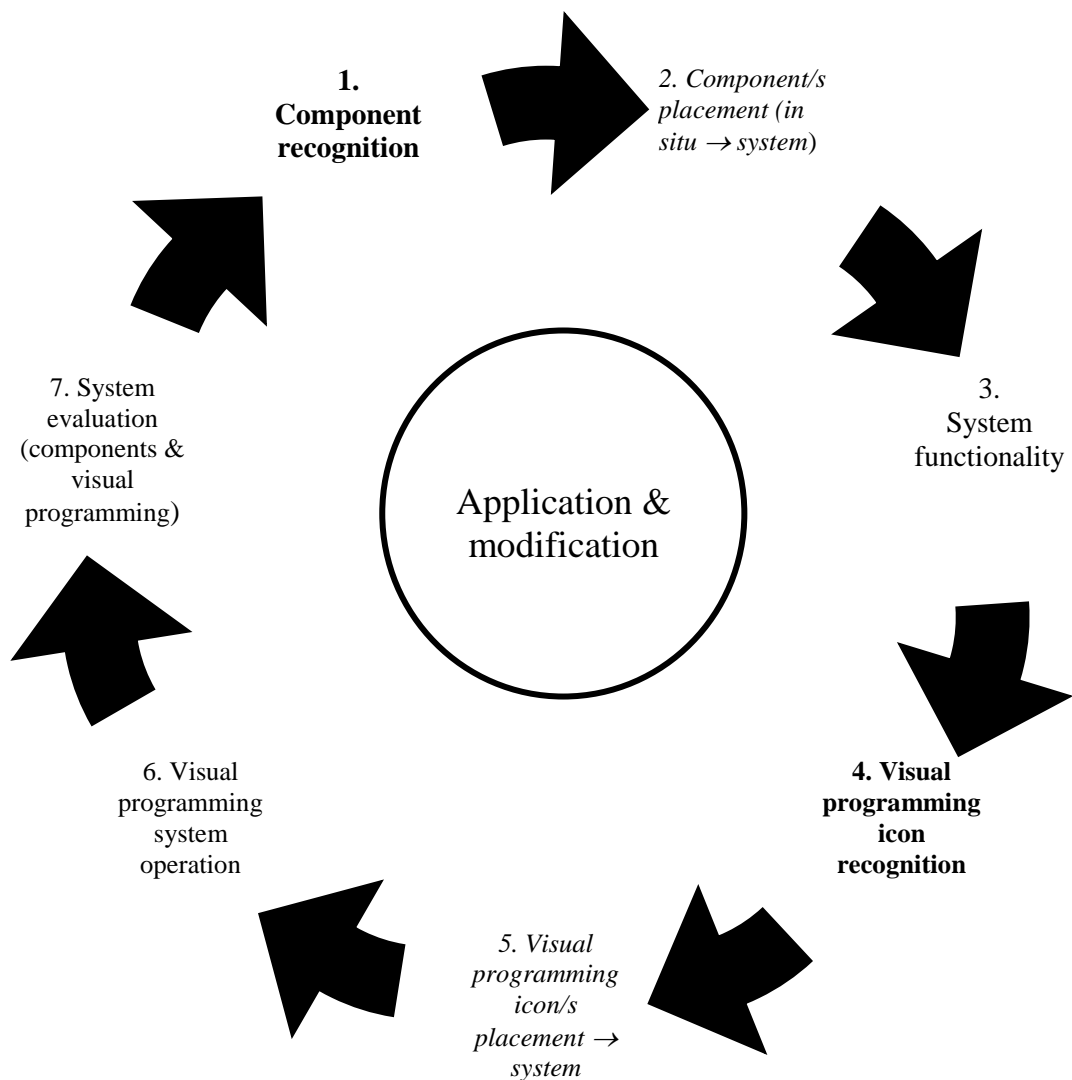 1.
Component
recognition
2. Component/s
placement (in
situ → system)
3.
System
functionality
4. Visual
programming
icon
recognition
5. Visual
programming
icon/s
placement →
system
6. Visual
programming
system
operation
7. System
evaluation
(components &
visual
programming)
Application &
modification